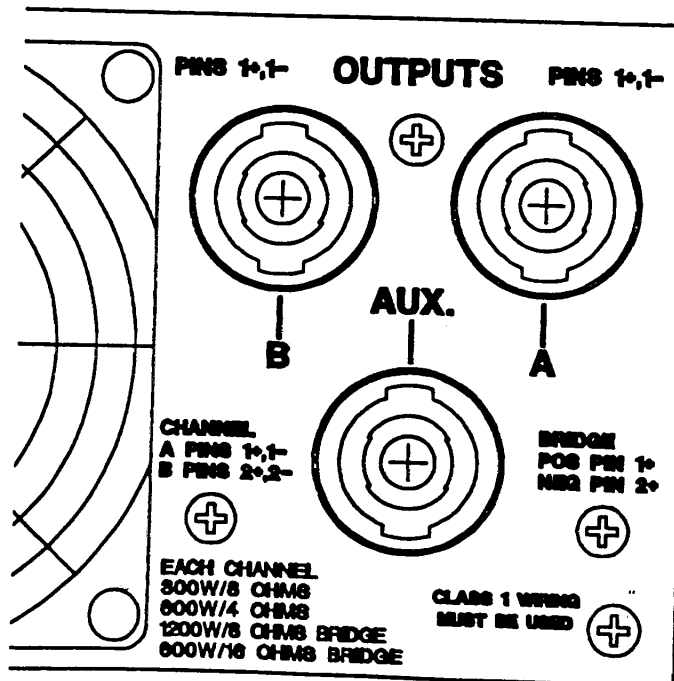 PINS 1+,1-
OUTPUTS
PINS 1+,1-
B
AUX.
A
CHANNEL
A PINS 1+,1-
B PINS 2+,2-
BRIDGE
POS PIN 1+
NEG PIN 2+
EACH CHANNEL
300W/8 OHMS
600W/4 OHMS
1200W/8 OHMS BRIDGE
600W/16 OHMS BRIDGE
CLASS 1 WIRING
MUST BE USED